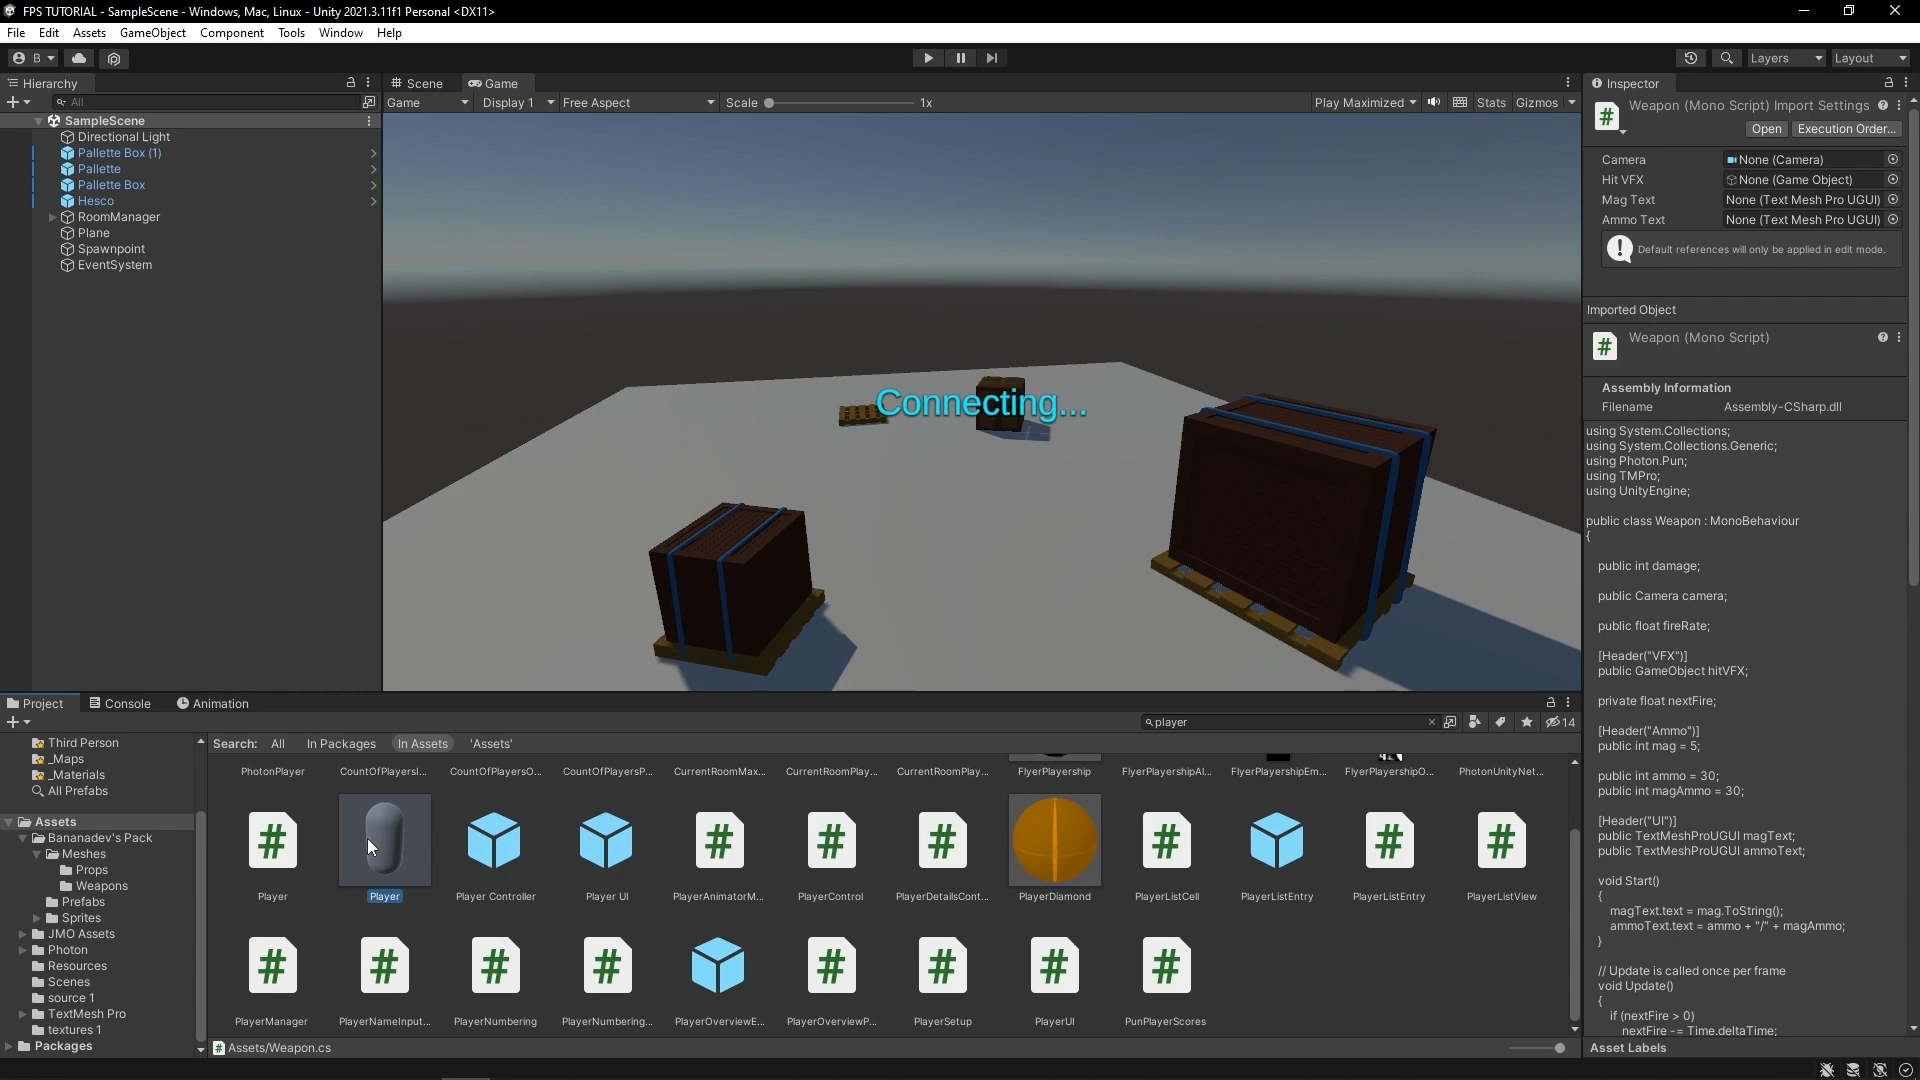 FPS TUTORIAL - SampleScene - Windows, Mac, Linux - Unity 2021.3.11f1 Personal <DX11>
File Edit Assets GameObject Component Tools Window Help
B Layers Layout
Hierarchy
All
SampleScene
Directional Light
Pallette Box (1)
Pallette
Pallette Box
Hesco
RoomManager
Plane
Spawnpoint
EventSystem
Scene Game
Game Display 1 Free Aspect Scale 1x Play Maximized Stats Gizmos
Connecting...
Inspector
Weapon (Mono Script) Import Settings
Open Execution Order...
Camera None (Camera)
Hit VFX None (Game Object)
Mag Text None (Text Mesh Pro UGUI)
Ammo Text None (Text Mesh Pro UGUI)
Default references will only be applied in edit mode.
Imported Object
Weapon (Mono Script)
Assembly Information
Filename Assembly-CSharp.dll
using System.Collections;
using System.Collections.Generic;
using Photon.Pun;
using TMPro;
using UnityEngine;
public class Weapon : MonoBehaviour
{
public int damage;
public Camera camera;
public float fireRate;
[Header("VFX")]
public GameObject hitVFX;
private float nextFire;
[Header("Ammo")]
public int mag = 5;
public int ammo = 30;
public int magAmmo = 30;
[Header("UI")]
public TextMeshProUGUI magText;
public TextMeshProUGUI ammoText;
void Start()
{
magText.text = mag.ToString();
ammoText.text = ammo + "/" + magAmmo;
}
// Update is called once per frame
void Update()
{
if (nextFire > 0)
nextFire -= Time.deltaTime;
Asset Labels
Project Console Animation
player 14
Third Person
_Maps
_Materials
All Prefabs
Assets
Bananadev's Pack
Meshes
Props
Weapons
Prefabs
Sprites
JMO Assets
Photon
Resources
Scenes
source 1
TextMesh Pro
textures 1
Packages
Search: All In Packages In Assets 'Assets'
PhotonPlayer CountOfPlayersI... CountOfPlayersO... CountOfPlayersP... CurrentRoomMax... CurrentRoomPlay... CurrentRoomPlay... FlyerPlayership FlyerPlayershipAl... FlyerPlayershipEm... FlyerPlayershipO... PhotonUnityNet...
Player Player Player Controller Player UI PlayerAnimatorM... PlayerControl PlayerDetailsCont... PlayerDiamond PlayerListCell PlayerListEntry PlayerListEntry PlayerListView
PlayerManager PlayerNameInput... PlayerNumbering PlayerNumbering... PlayerOverviewE... PlayerOverviewP... PlayerSetup PlayerUI PunPlayerScores
Assets/Weapon.cs